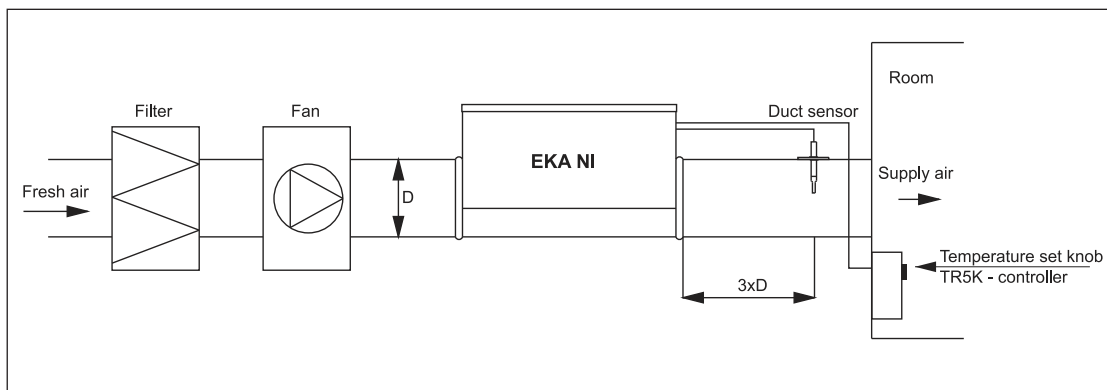 Room
Filter
Fan
Duct sensor
EKA NI
Fresh air
D
Supply air
Temperature set knob
TR5K - controller
3xD